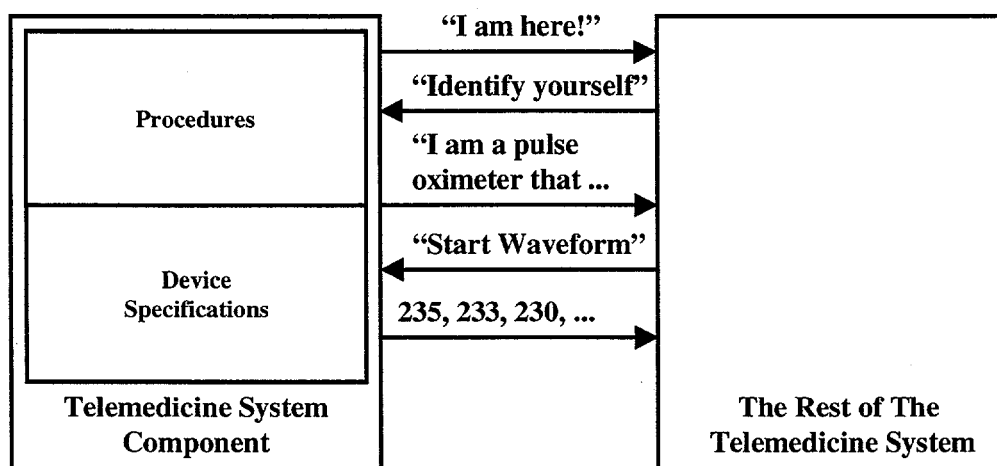 “I am here!”
“Identify yourself”
Procedures
“I am a pulse
oximeter that ...
“Start Waveform”
Device
Specifications
235, 233, 230, ...
Telemedicine System
Component
The Rest of The
Telemedicine System